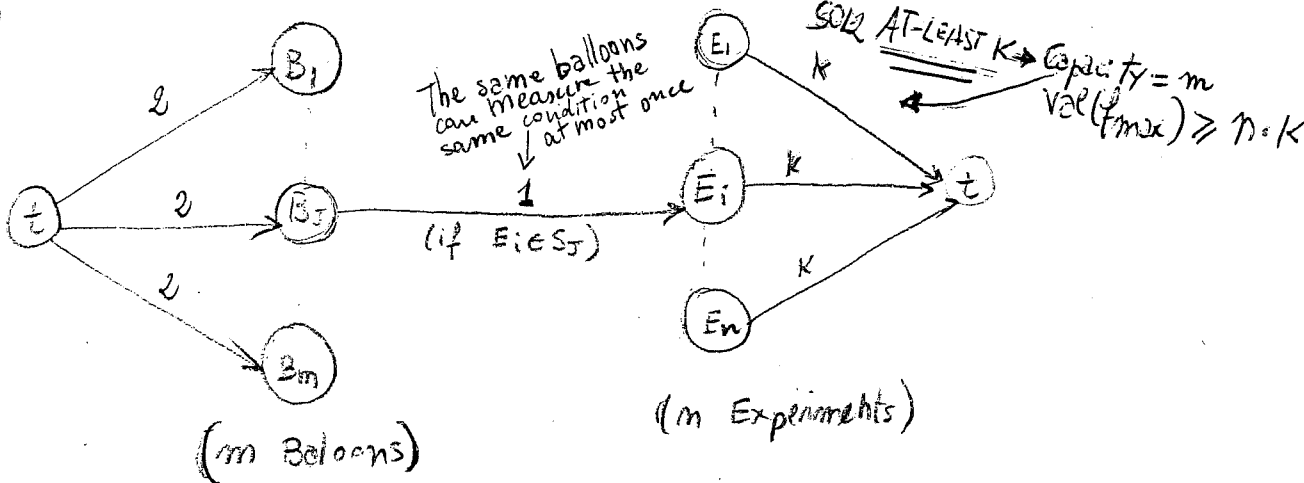 SOL2 AT-LEAST K → Capacity = m
Val(fmax) ≥ n·K
The same balloons
can measure the
same condition
at most once
B1
E1
2
K
t
2
BJ
1
(if Ei∈SJ)
Ei
K
t
2
K
Bm
En
(m Baloons)
(n Experiments)